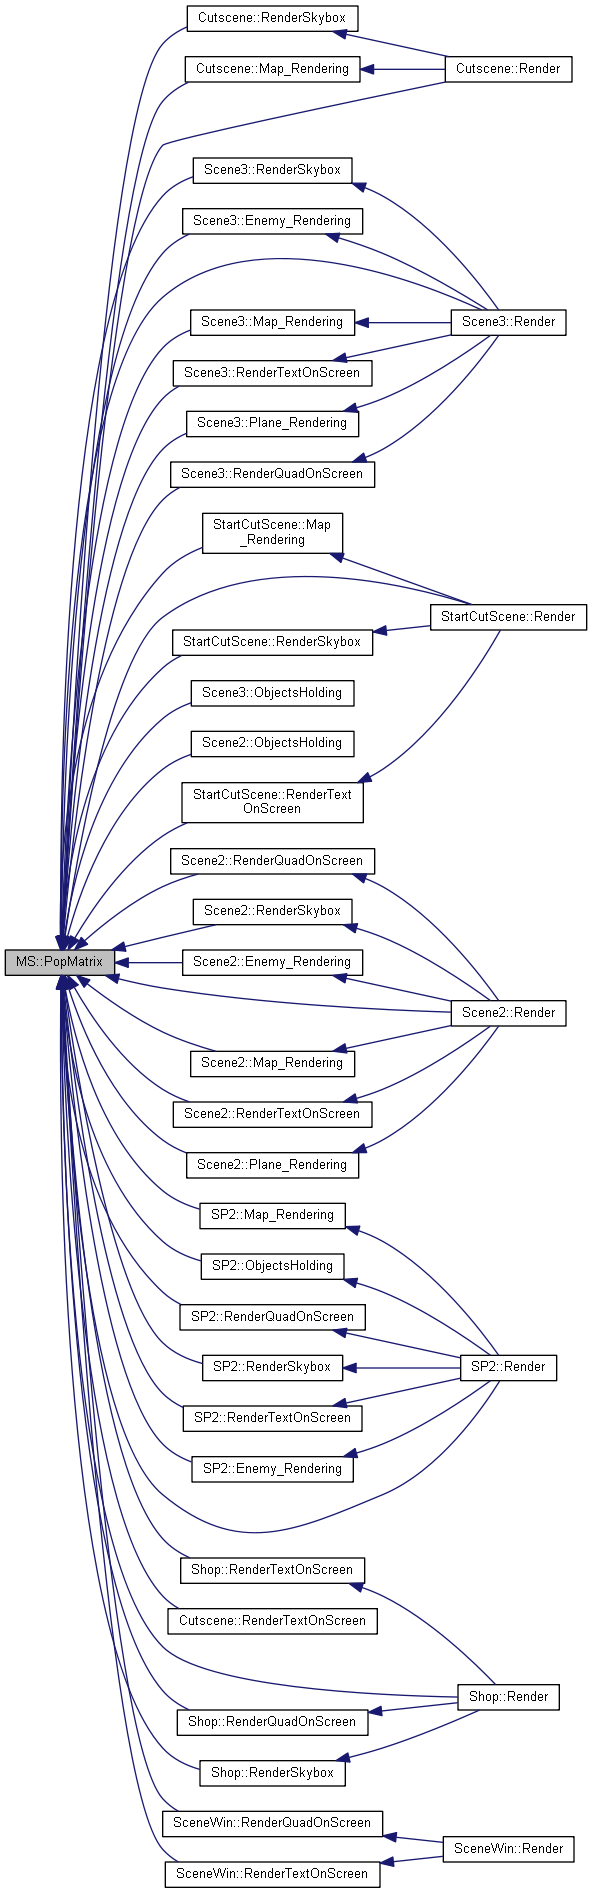 Cutscene::RenderSkybox
Cutscene::Map_Rendering
Cutscene::Render
Scene3::RenderSkybox
Scene3::Enemy_Rendering
Scene3::Map_Rendering
Scene3::Render
Scene3::RenderTextOnScreen
Scene3::Plane_Rendering
Scene3::RenderQuadOnScreen
StartCutScene::Map
_Rendering
StartCutScene::Render
StartCutScene::RenderSkybox
Scene3::ObjectsHolding
Scene2::ObjectsHolding
StartCutScene::RenderText
OnScreen
Scene2::RenderQuadOnScreen
Scene2::RenderSkybox
MS::PopMatrix
Scene2::Enemy_Rendering
Scene2::Render
Scene2::Map_Rendering
Scene2::RenderTextOnScreen
Scene2::Plane_Rendering
SP2::Map_Rendering
SP2::ObjectsHolding
SP2::RenderQuadOnScreen
SP2::RenderSkybox
SP2::Render
SP2::RenderTextOnScreen
SP2::Enemy_Rendering
Shop::RenderTextOnScreen
Cutscene::RenderTextOnScreen
Shop::Render
Shop::RenderQuadOnScreen
Shop::RenderSkybox
SceneWin::RenderQuadOnScreen
SceneWin::Render
SceneWin::RenderTextOnScreen